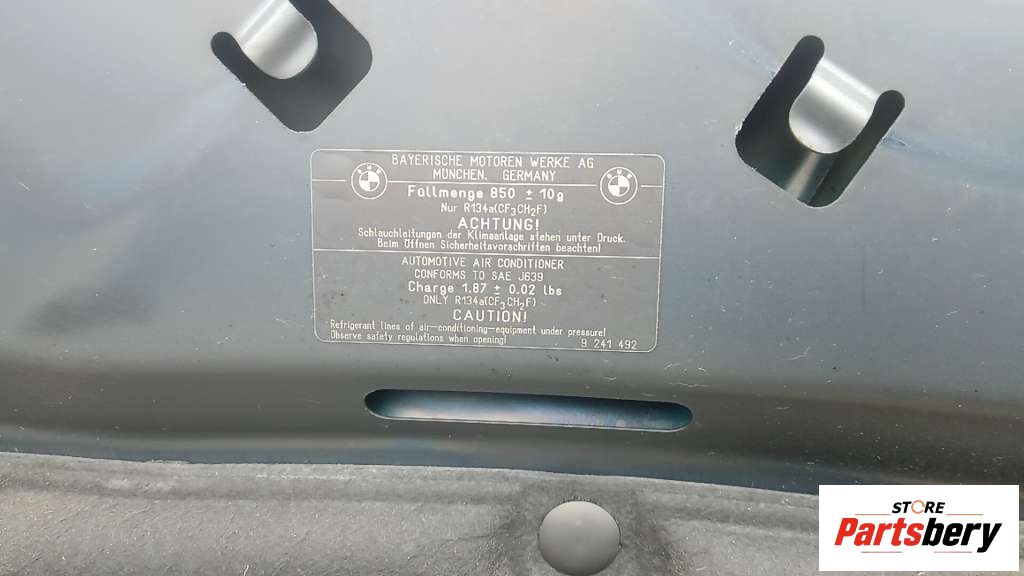 BAYERISCHE MOTOREN WERKE AG
MÜNCHEN, GERMANY
Füllmenge 850 ± 10g
Nur R134a(CF₃CH₂F)
ACHTUNG!
Schlauchleitungen der Klimaanlage stehen unter Druck.
Beim Öffnen Sicherheitsvorschriften beachten!
AUTOMOTIVE AIR CONDITIONER
CONFORMS TO SAE J639
Charge 1.87 ± 0.02 lbs
ONLY R134a(CF₃CH₂F)
CAUTION!
Refrigerant lines of air-conditioning-equipment under pressure!
Observe safety regulations when opening!
9 241 492
STORE
Partsbery